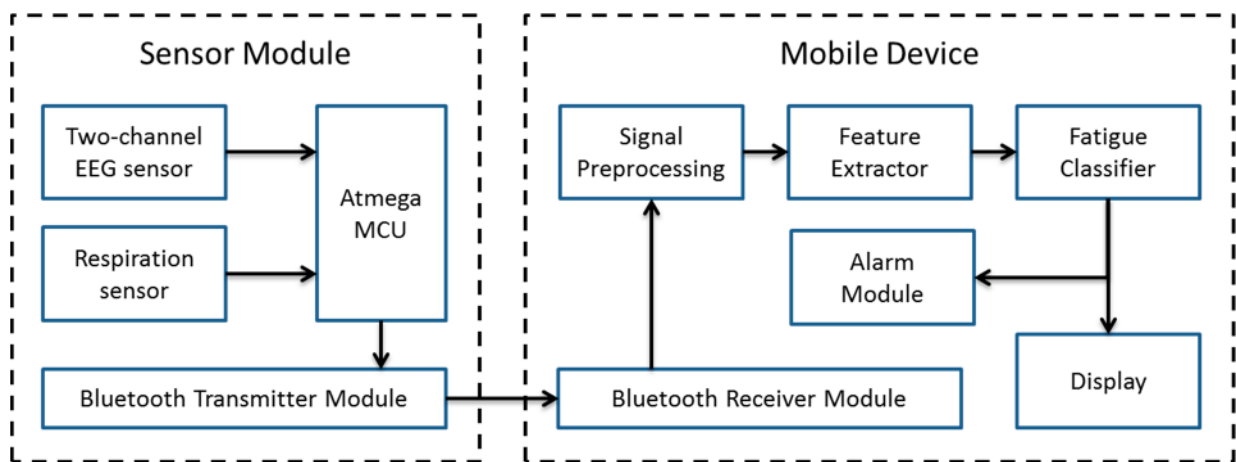 Sensor Module
Two-channel
EEG sensor
Respiration
sensor
Atmega
MCU
Bluetooth Transmitter Module
Mobile Device
Signal
Preprocessing
Feature
Extractor
Fatigue
Classifier
Alarm
Module
Display
Bluetooth Receiver Module